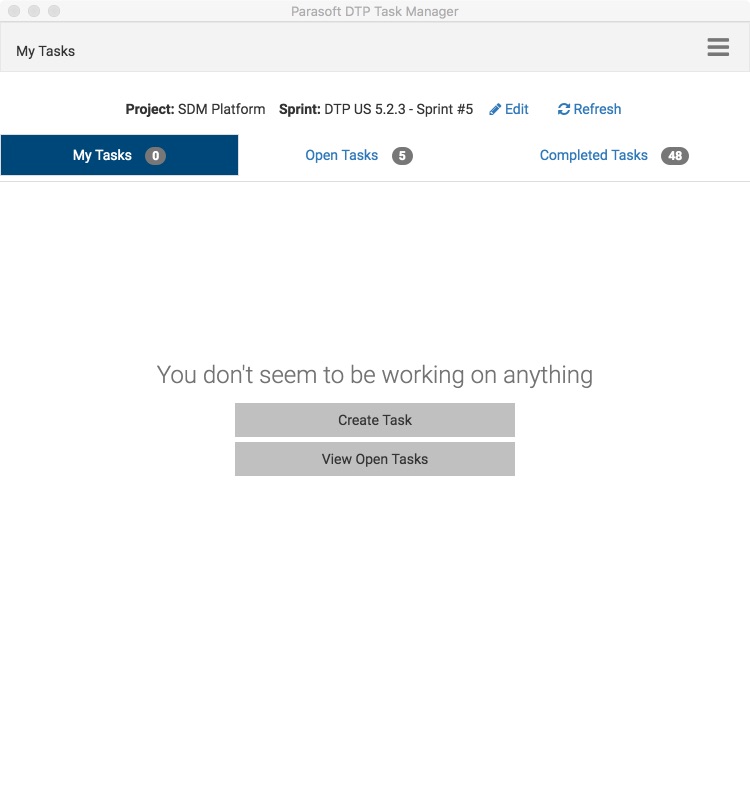 Parasoft DTP Task Manager
My Tasks
Project: SDM Platform Sprint: DTP US 5.2.3 - Sprint #5 Edit Refresh
My Tasks 0 Open Tasks 5 Completed Tasks 48
You don't seem to be working on anything
Create Task
View Open Tasks